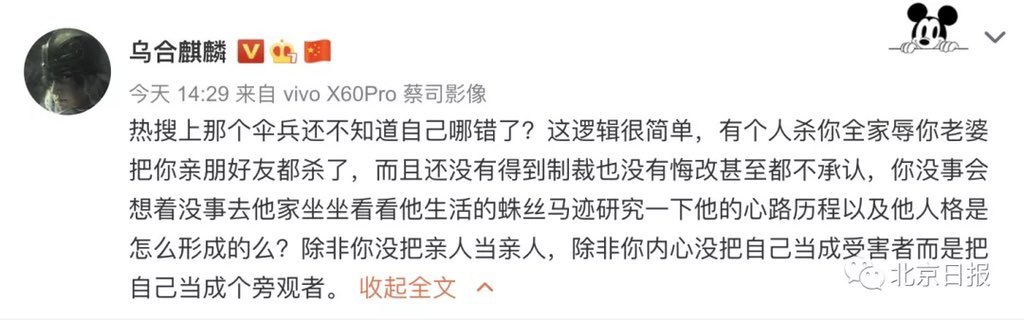 乌合麒麟
今天 14:29 来自 vivo X60Pro 蔡司影像
热搜上那个伞兵还不知道自己哪错了？这逻辑很简单，有个人杀你全家辱你老婆
把你亲朋好友都杀了，而且还没有得到制裁也没有悔改甚至都不承认，你没事会
想着没事去他家坐坐看看他生活的蛛丝马迹研究一下他的心路历程以及他人格是
怎么形成的么？除非你没把亲人当亲人，除非你内心没把自己当成受害者而是把
自己当成个旁观者。 收起全文
北京日报